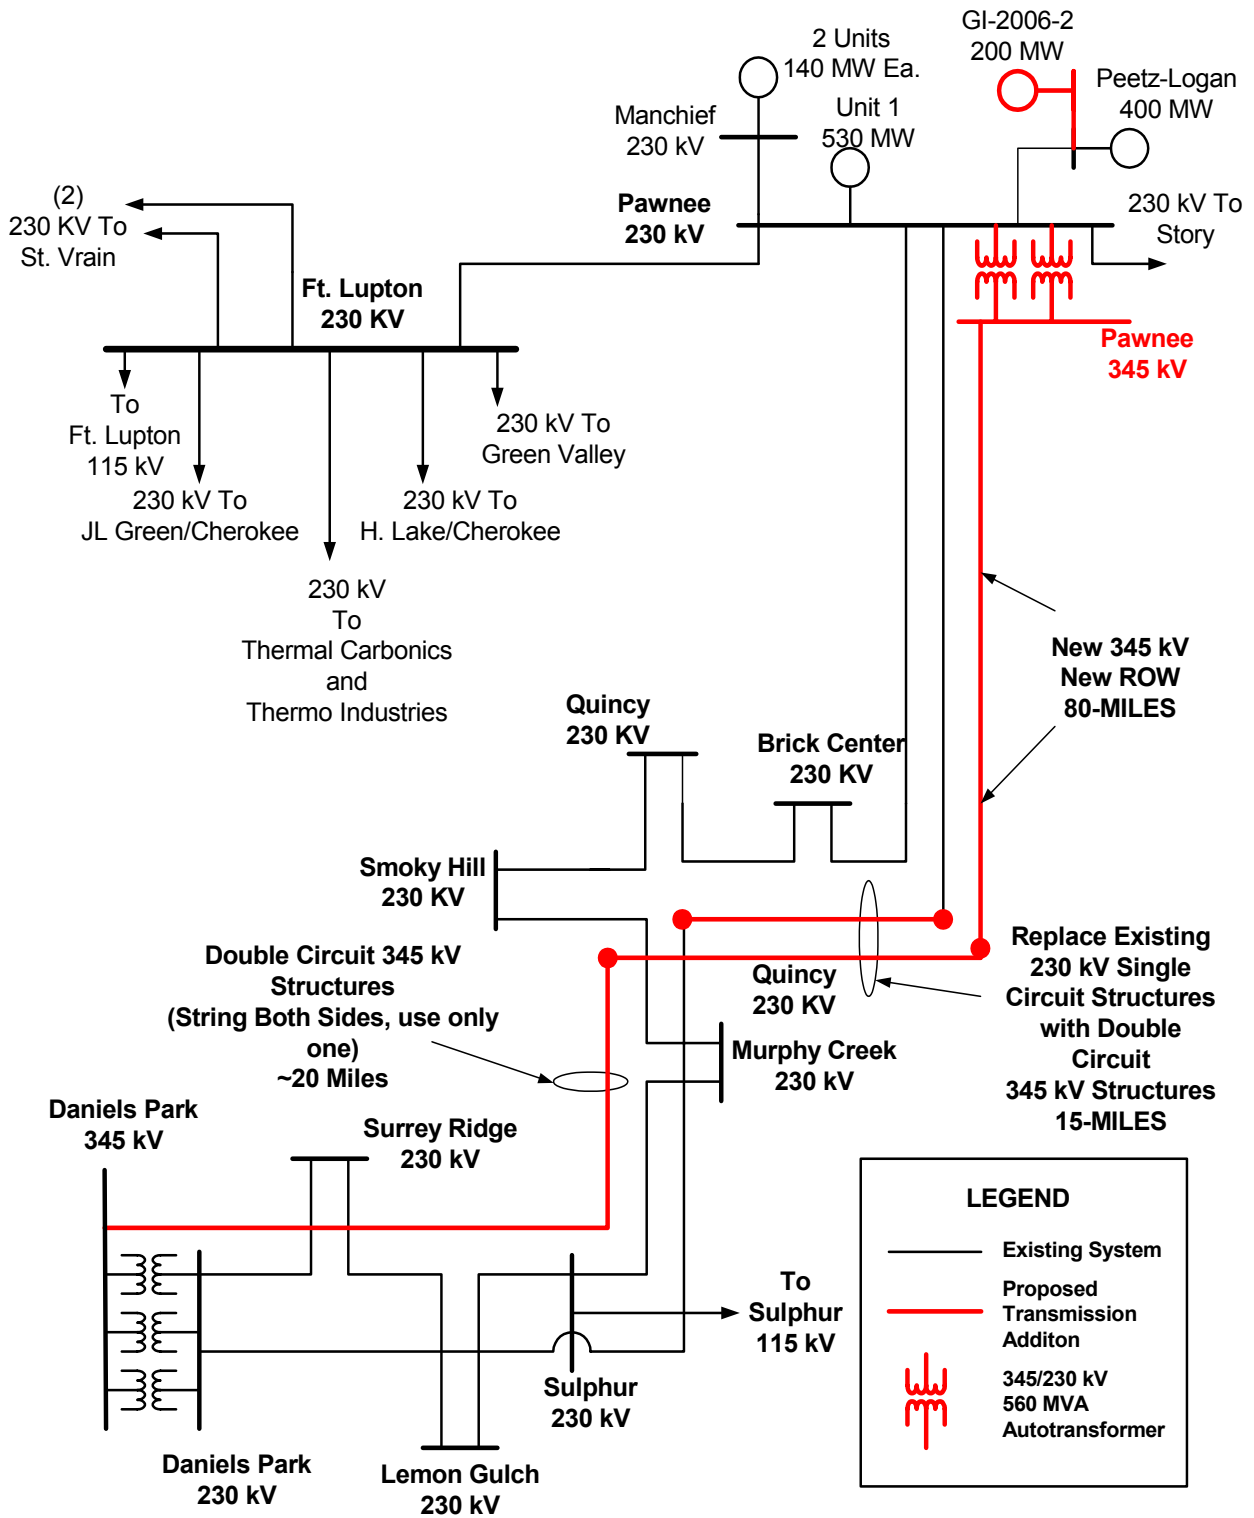 GI-2006-2
200 MW
2 Units
140 MW Ea.
Peetz-Logan
400 MW
Unit 1
530 MW
Manchief
230 kV
(2)
230 KV To
St. Vrain
Pawnee
230 kV
230 kV To
Story
Ft. Lupton
230 KV
Pawnee
345 kV
To
Ft. Lupton
115 kV
230 kV To
Green Valley
230 kV To
JL Green/Cherokee
230 kV To
H. Lake/Cherokee
230 kV
To
Thermal Carbonics
and
Thermo Industries
New 345 kV
New ROW
80-MILES
Quincy
230 KV
Brick Center
230 KV
Smoky Hill
230 KV
Double Circuit 345 kV
Structures
(String Both Sides, use only
one)
~20 Miles
Quincy
230 KV
Replace Existing
230 kV Single
Circuit Structures
with Double
Circuit
345 kV Structures
15-MILES
Murphy Creek
230 kV
Daniels Park
345 kV
Surrey Ridge
230 kV
To
Sulphur
115 kV
Sulphur
230 kV
Daniels Park
230 kV
Lemon Gulch
230 kV
LEGEND
Existing System
Proposed
Transmission
Additon
345/230 kV
560 MVA
Autotransformer